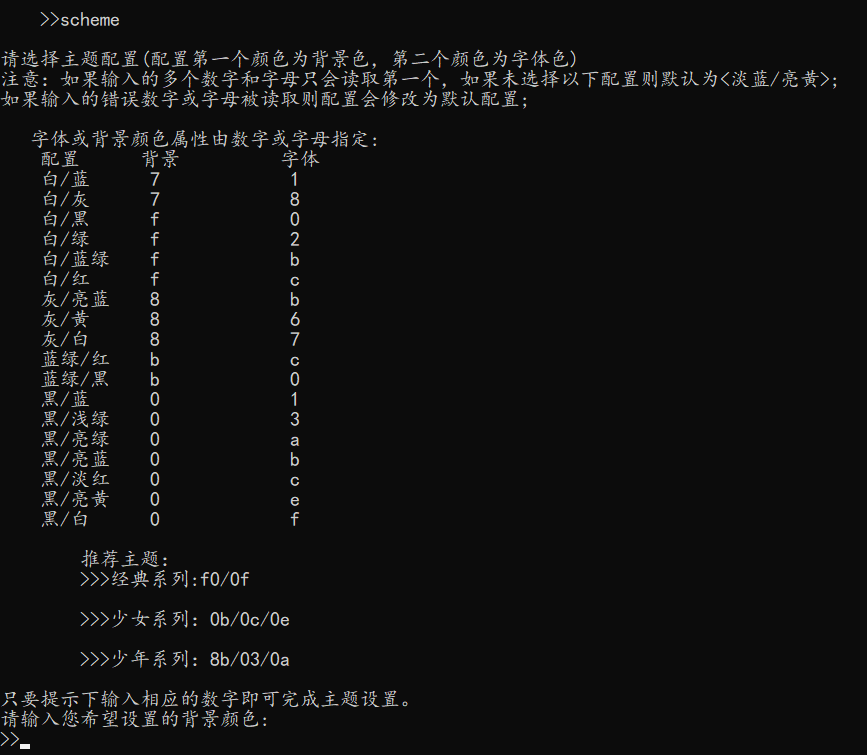 >>scheme
请选择主题配置(配置第一个颜色为背景色，第二个颜色为字体色)
注意：如果输入的多个数字和字母只会读取第一个，如果未选择以下配置则默认为<淡蓝/亮黄>;
如果输入的错误数字或字母被读取则配置会修改为默认配置;
字体或背景颜色属性由数字或字母指定:
配置 背景 字体
白/蓝 7 1
白/灰 7 8
白/黑 f 0
白/绿 f 2
白/蓝绿 f b
白/红 f c
灰/亮蓝 8 b
灰/黄 8 6
灰/白 8 7
蓝绿/红 b c
蓝绿/黑 b 0
黑/蓝 0 1
黑/浅绿 0 3
黑/亮绿 0 a
黑/亮蓝 0 b
黑/淡红 0 c
黑/亮黄 0 e
黑/白 0 f
推荐主题:
>>>经典系列:f0/0f
>>>少女系列: 0b/0c/0e
>>>少年系列: 8b/03/0a
只要提示下输入相应的数字即可完成主题设置。
请输入您希望设置的背景颜色:
>>